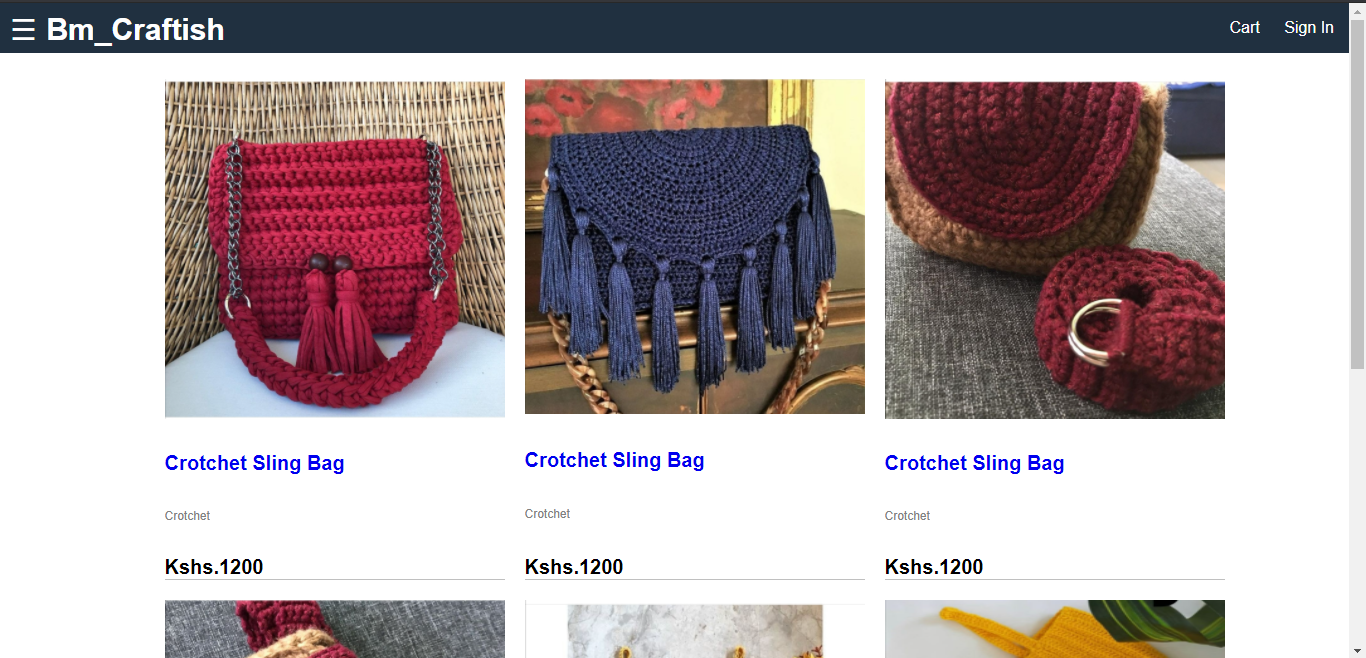 ☰ Bm_Craftish
Cart
Sign In
Crotchet Sling Bag
Crotchet Sling Bag
Crotchet Sling Bag
Crotchet
Crotchet
Crotchet
Kshs.1200
Kshs.1200
Kshs.1200